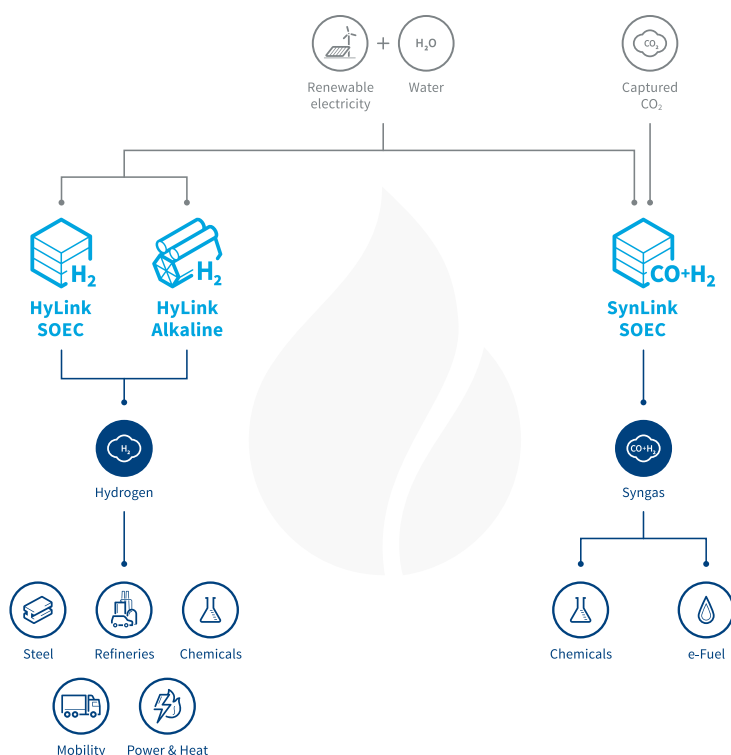 H₂O
CO₂
Renewable
electricity
+
Water
Captured
CO₂
H₂
H₂
CO+H₂
HyLink
SOEC
HyLink
Alkaline
SynLink
SOEC
H₂
CO+H₂
Hydrogen
Syngas
Steel
Refineries
Chemicals
Chemicals
e-Fuel
Mobility
Power & Heat